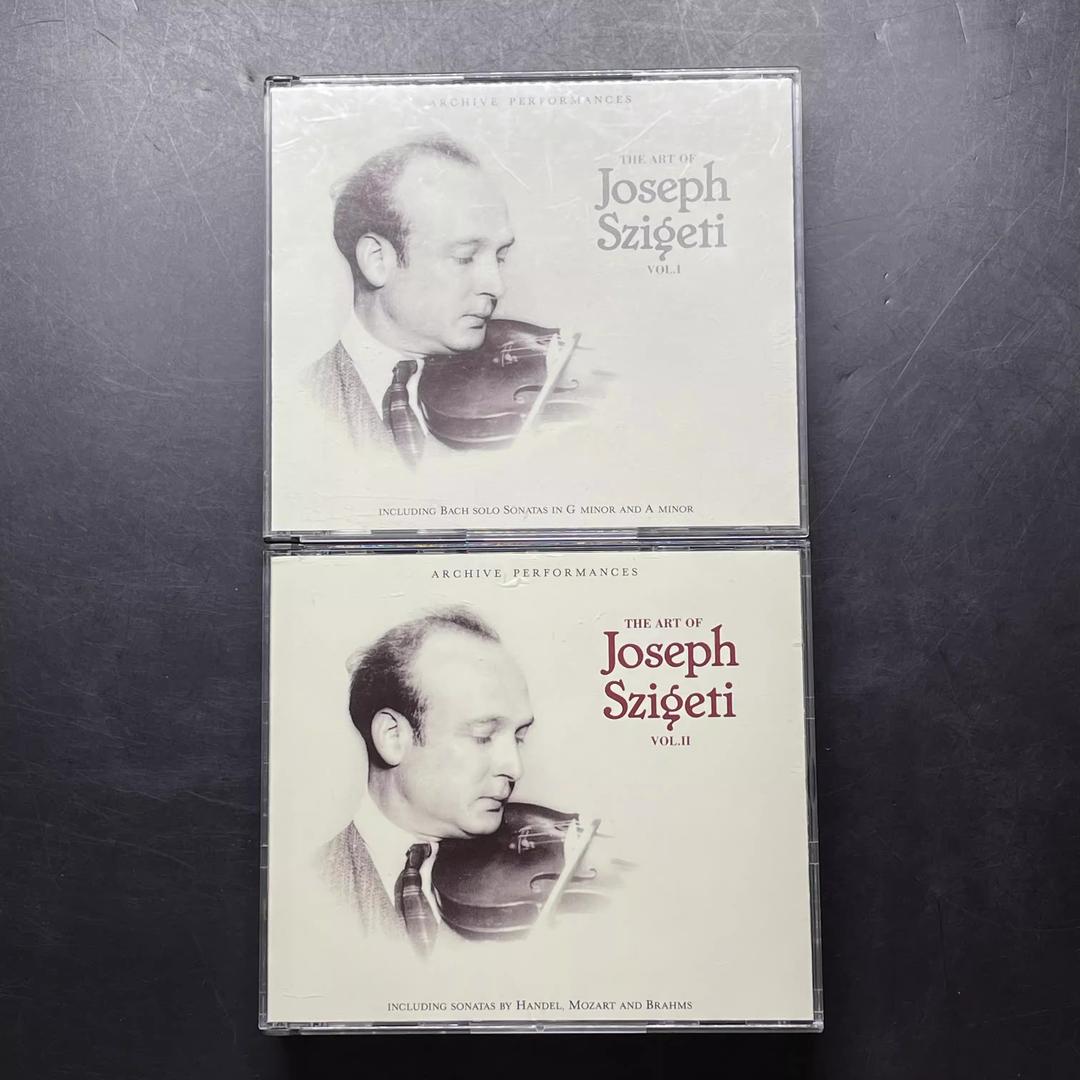 ARCHIVE PERFORMANCES
THE ART OF
Joseph
Szigeti
VOL.I
INCLUDING BACH SOLO SONATAS IN G MINOR AND A MINOR
ARCHIVE PERFORMANCES
THE ART OF
Joseph
Szigeti
VOL.II
INCLUDING SONATAS BY HANDEL, MOZART AND BRAHMS